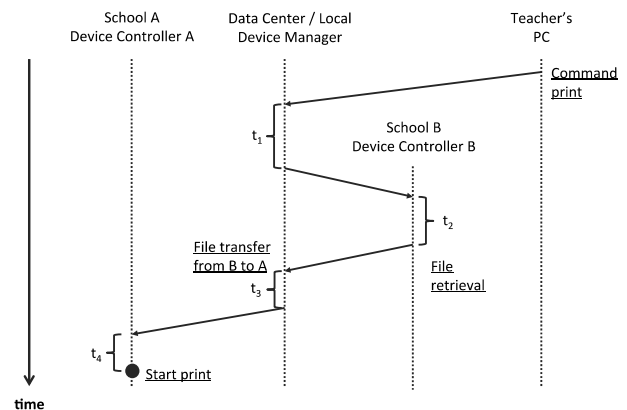 School A
Device Controller A
Data Center / Local
Device Manager
Teacher's
PC
Command
print
t1
School B
Device Controller B
t2
File transfer
from B to A
File
retrieval
t3
t4
Start print
time